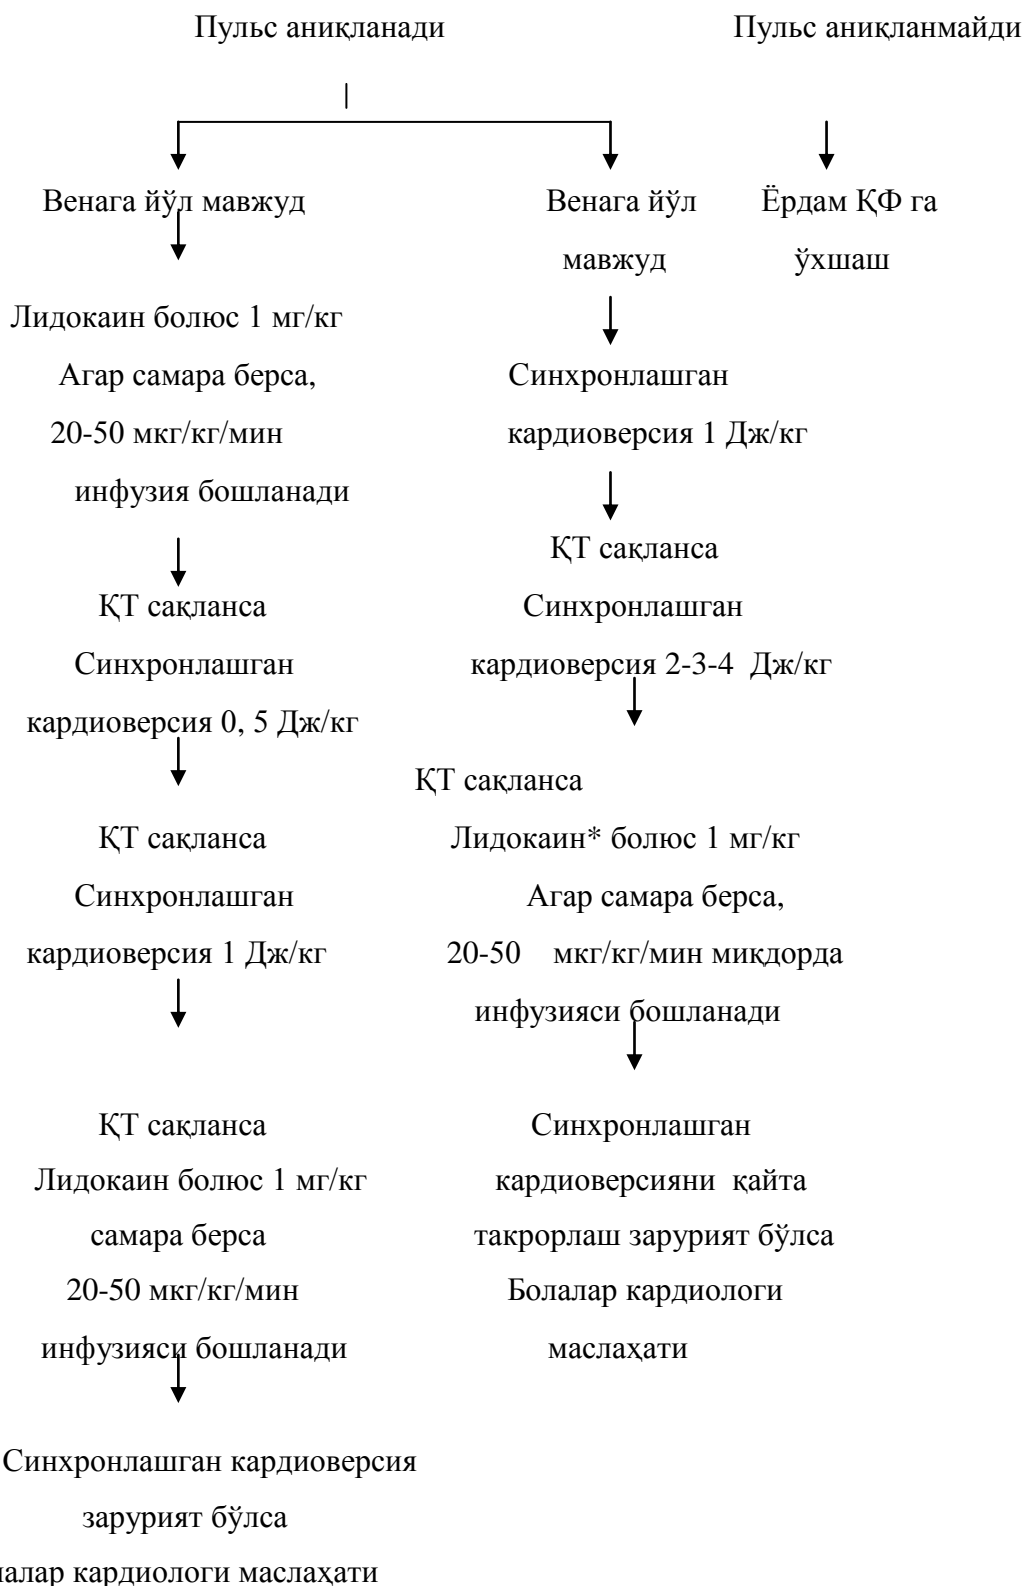 Пульс аниқланади
Пульс аниқланмайди
Венага йўл мавжуд
Лидокаин болюс 1 мг/кг
Агар самара берса,
20-50 мкг/кг/мин
инфузия бошланади
ҚТ сақланса
Синхронлашган
кардиоверсия 0, 5 Дж/кг
ҚТ сақланса
Синхронлашган
кардиоверсия 1 Дж/кг
ҚТ сақланса
Лидокаин болюс 1 мг/кг
самара берса
20-50 мкг/кг/мин
инфузияси бошланади
Синхронлашган кардиоверсия
зарурият бўлса
кардиологи маслаҳати
Венага йўл
мавжуд
Синхронлашган
кардиоверсия 1 Дж/кг
ҚТ сақланса
Синхронлашган
кардиоверсия 2-3-4 Дж/кг
ҚТ сақланса
Лидокаин* болюс 1 мг/кг
Агар самара берса,
20-50 мкг/кг/мин миқдорда
инфузияси бошланади
Синхронлашган
кардиоверсияни қайта
такрорлаш зарурият бўлса
Болалар кардиологи
маслаҳати
Ёрдам ҚФ га
ўхшаш